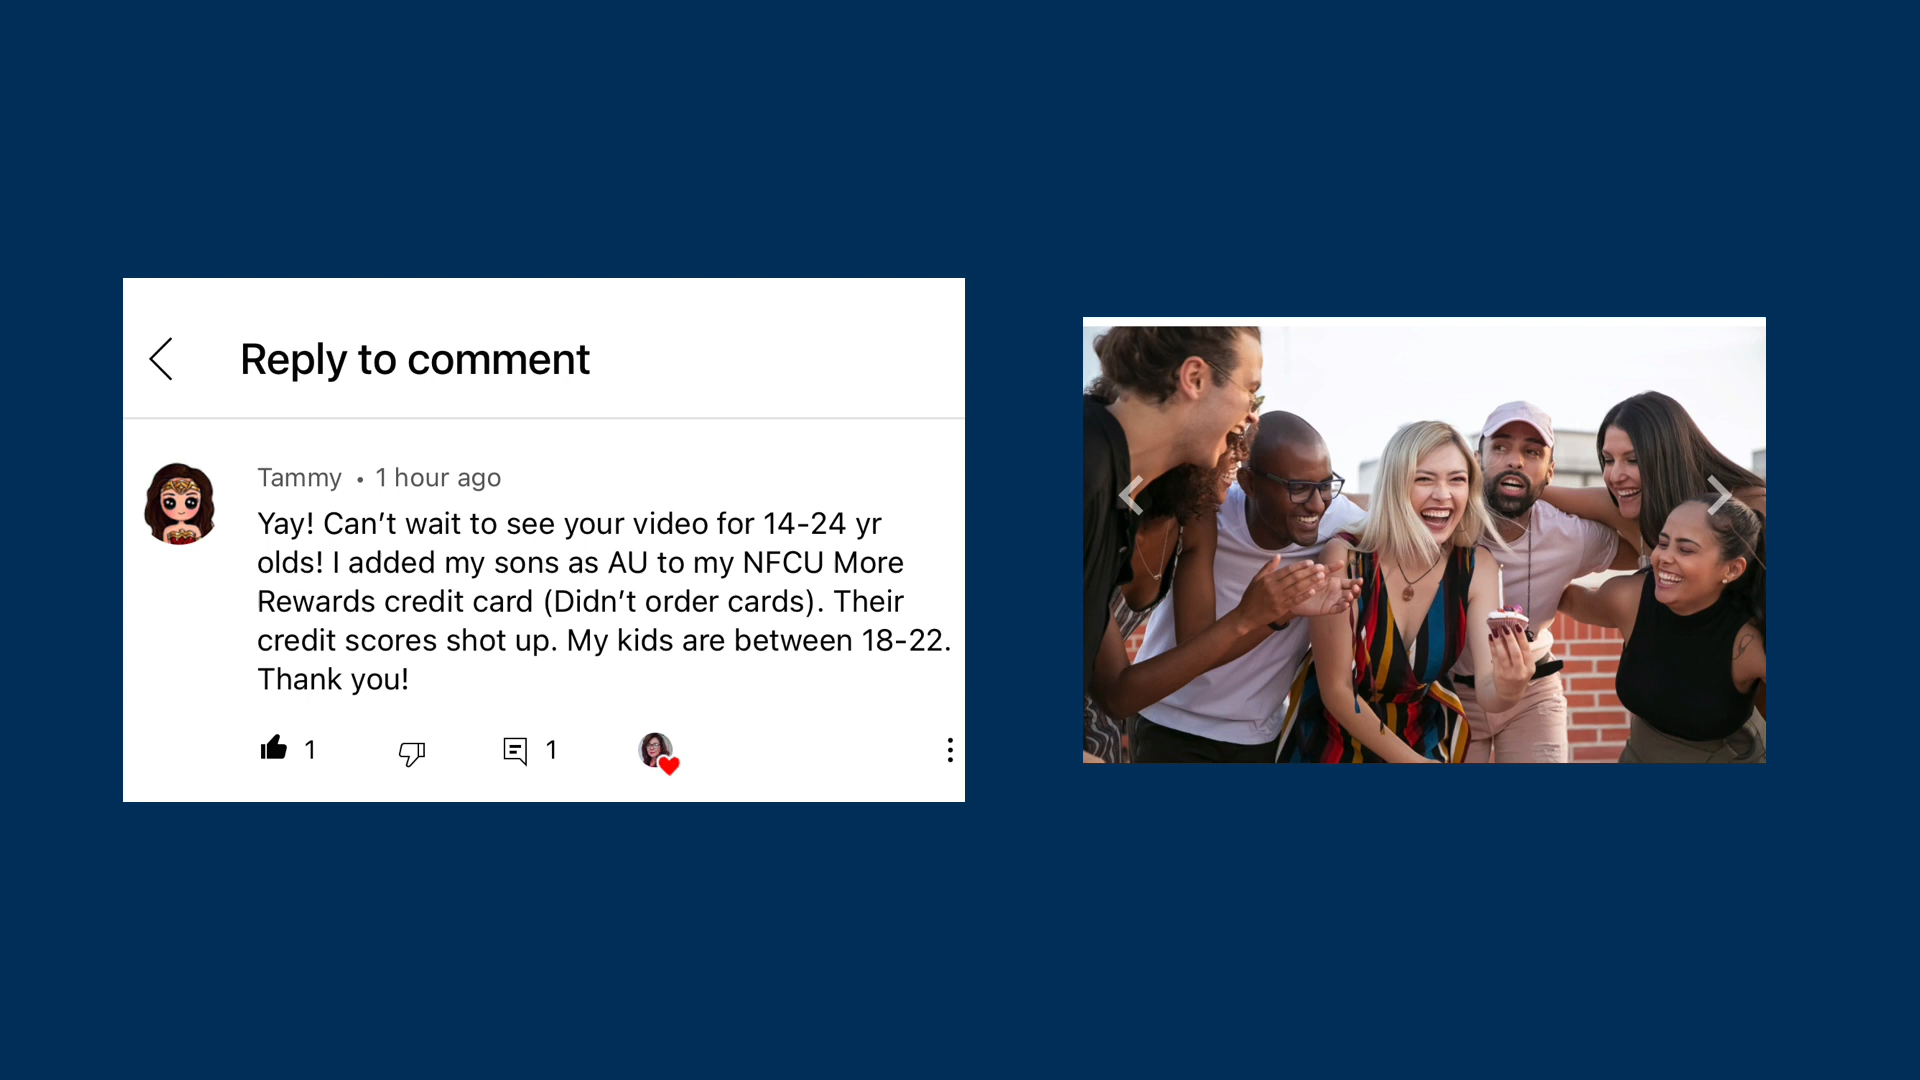 Reply to comment
Tammy • 1 hour ago
Yay! Can’t wait to see your video for 14-24 yr
olds! I added my sons as AU to my NFCU More
Rewards credit card (Didn’t order cards). Their
credit scores shot up. My kids are between 18-22.
Thank you!
1 1